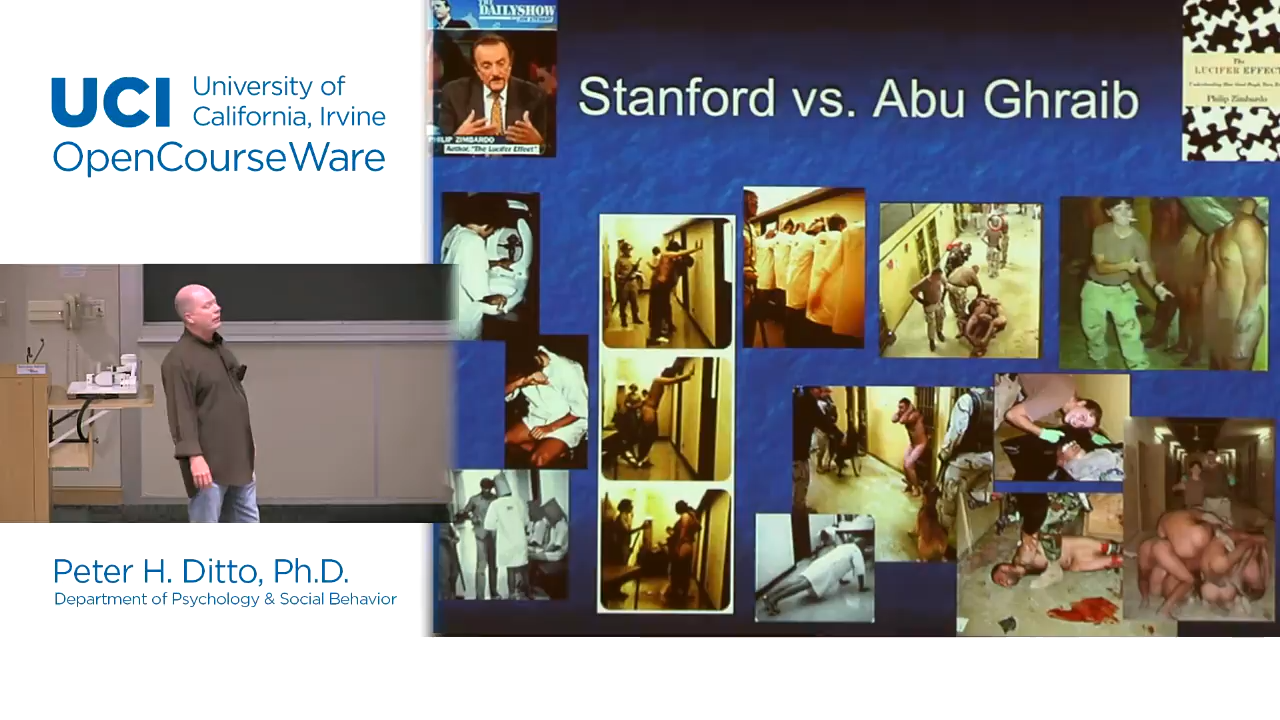 UCI
University of
California, Irvine
OpenCourseWare
THE
DAILYSHOW
PHILIP ZIMBARDO
Author, "The Lucifer Effect"
Stanford vs. Abu Ghraib
The
LUCIFER EFFECT
Philip Zimbardo
Peter H. Ditto, Ph.D.
Department of Psychology & Social Behavior